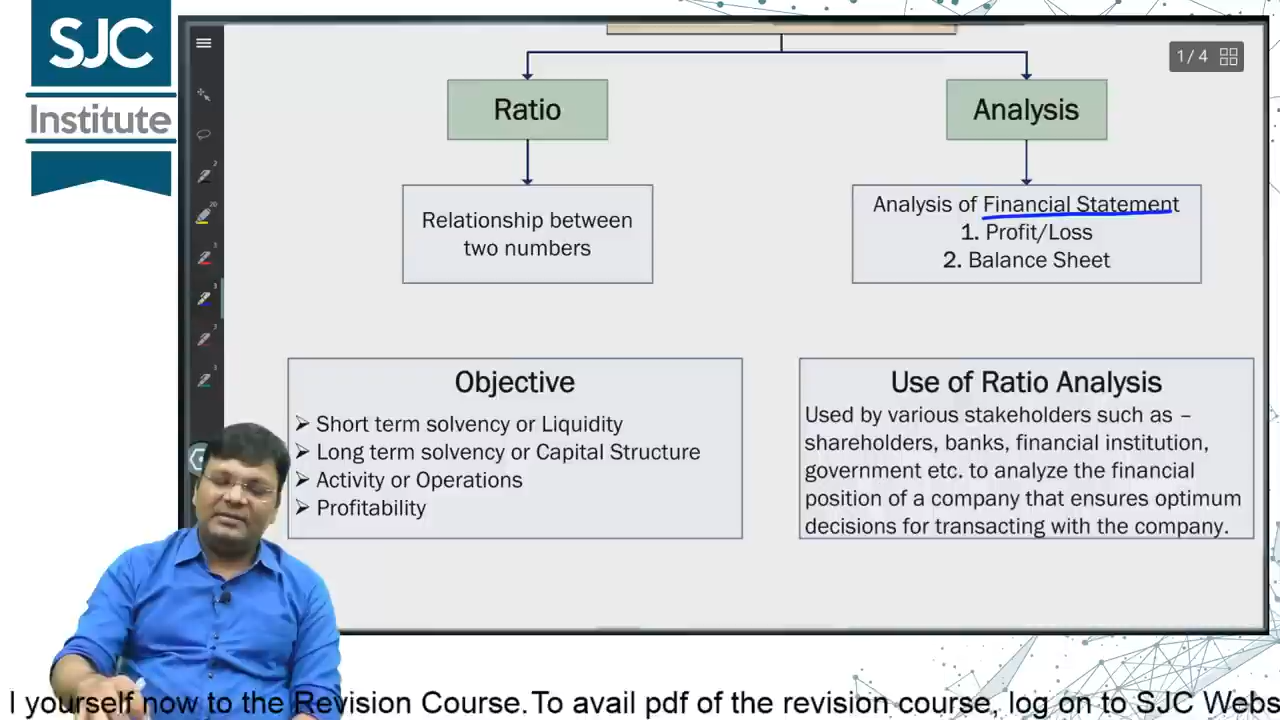 SJC
Institute
1 / 4
Ratio
Analysis
Relationship between
two numbers
Analysis of Financial Statement
1. Profit/Loss
2. Balance Sheet
Objective
➢ Short term solvency or Liquidity
➢ Long term solvency or Capital Structure
➢ Activity or Operations
➢ Profitability
Use of Ratio Analysis
Used by various stakeholders such as –
shareholders, banks, financial institution,
government etc. to analyze the financial
position of a company that ensures optimum
decisions for transacting with the company.
l yourself now to the Revision Course.To avail pdf of the revision course, log on to SJC Webs